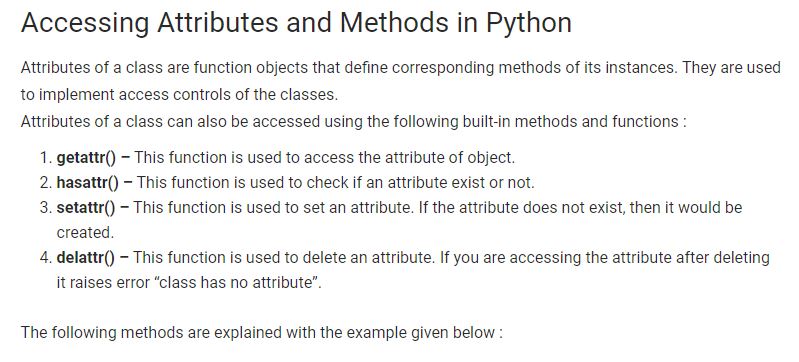 Accessing Attributes and Methods in Python
Attributes of a class are function objects that define corresponding methods of its instances. They are used
to implement access controls of the classes.
Attributes of a class can also be accessed using the following built-in methods and functions :
1. getattr() – This function is used to access the attribute of object.
2. hasattr() – This function is used to check if an attribute exist or not.
3. setattr() – This function is used to set an attribute. If the attribute does not exist, then it would be
created.
4. delattr() – This function is used to delete an attribute. If you are accessing the attribute after deleting
it raises error “class has no attribute”.
The following methods are explained with the example given below :